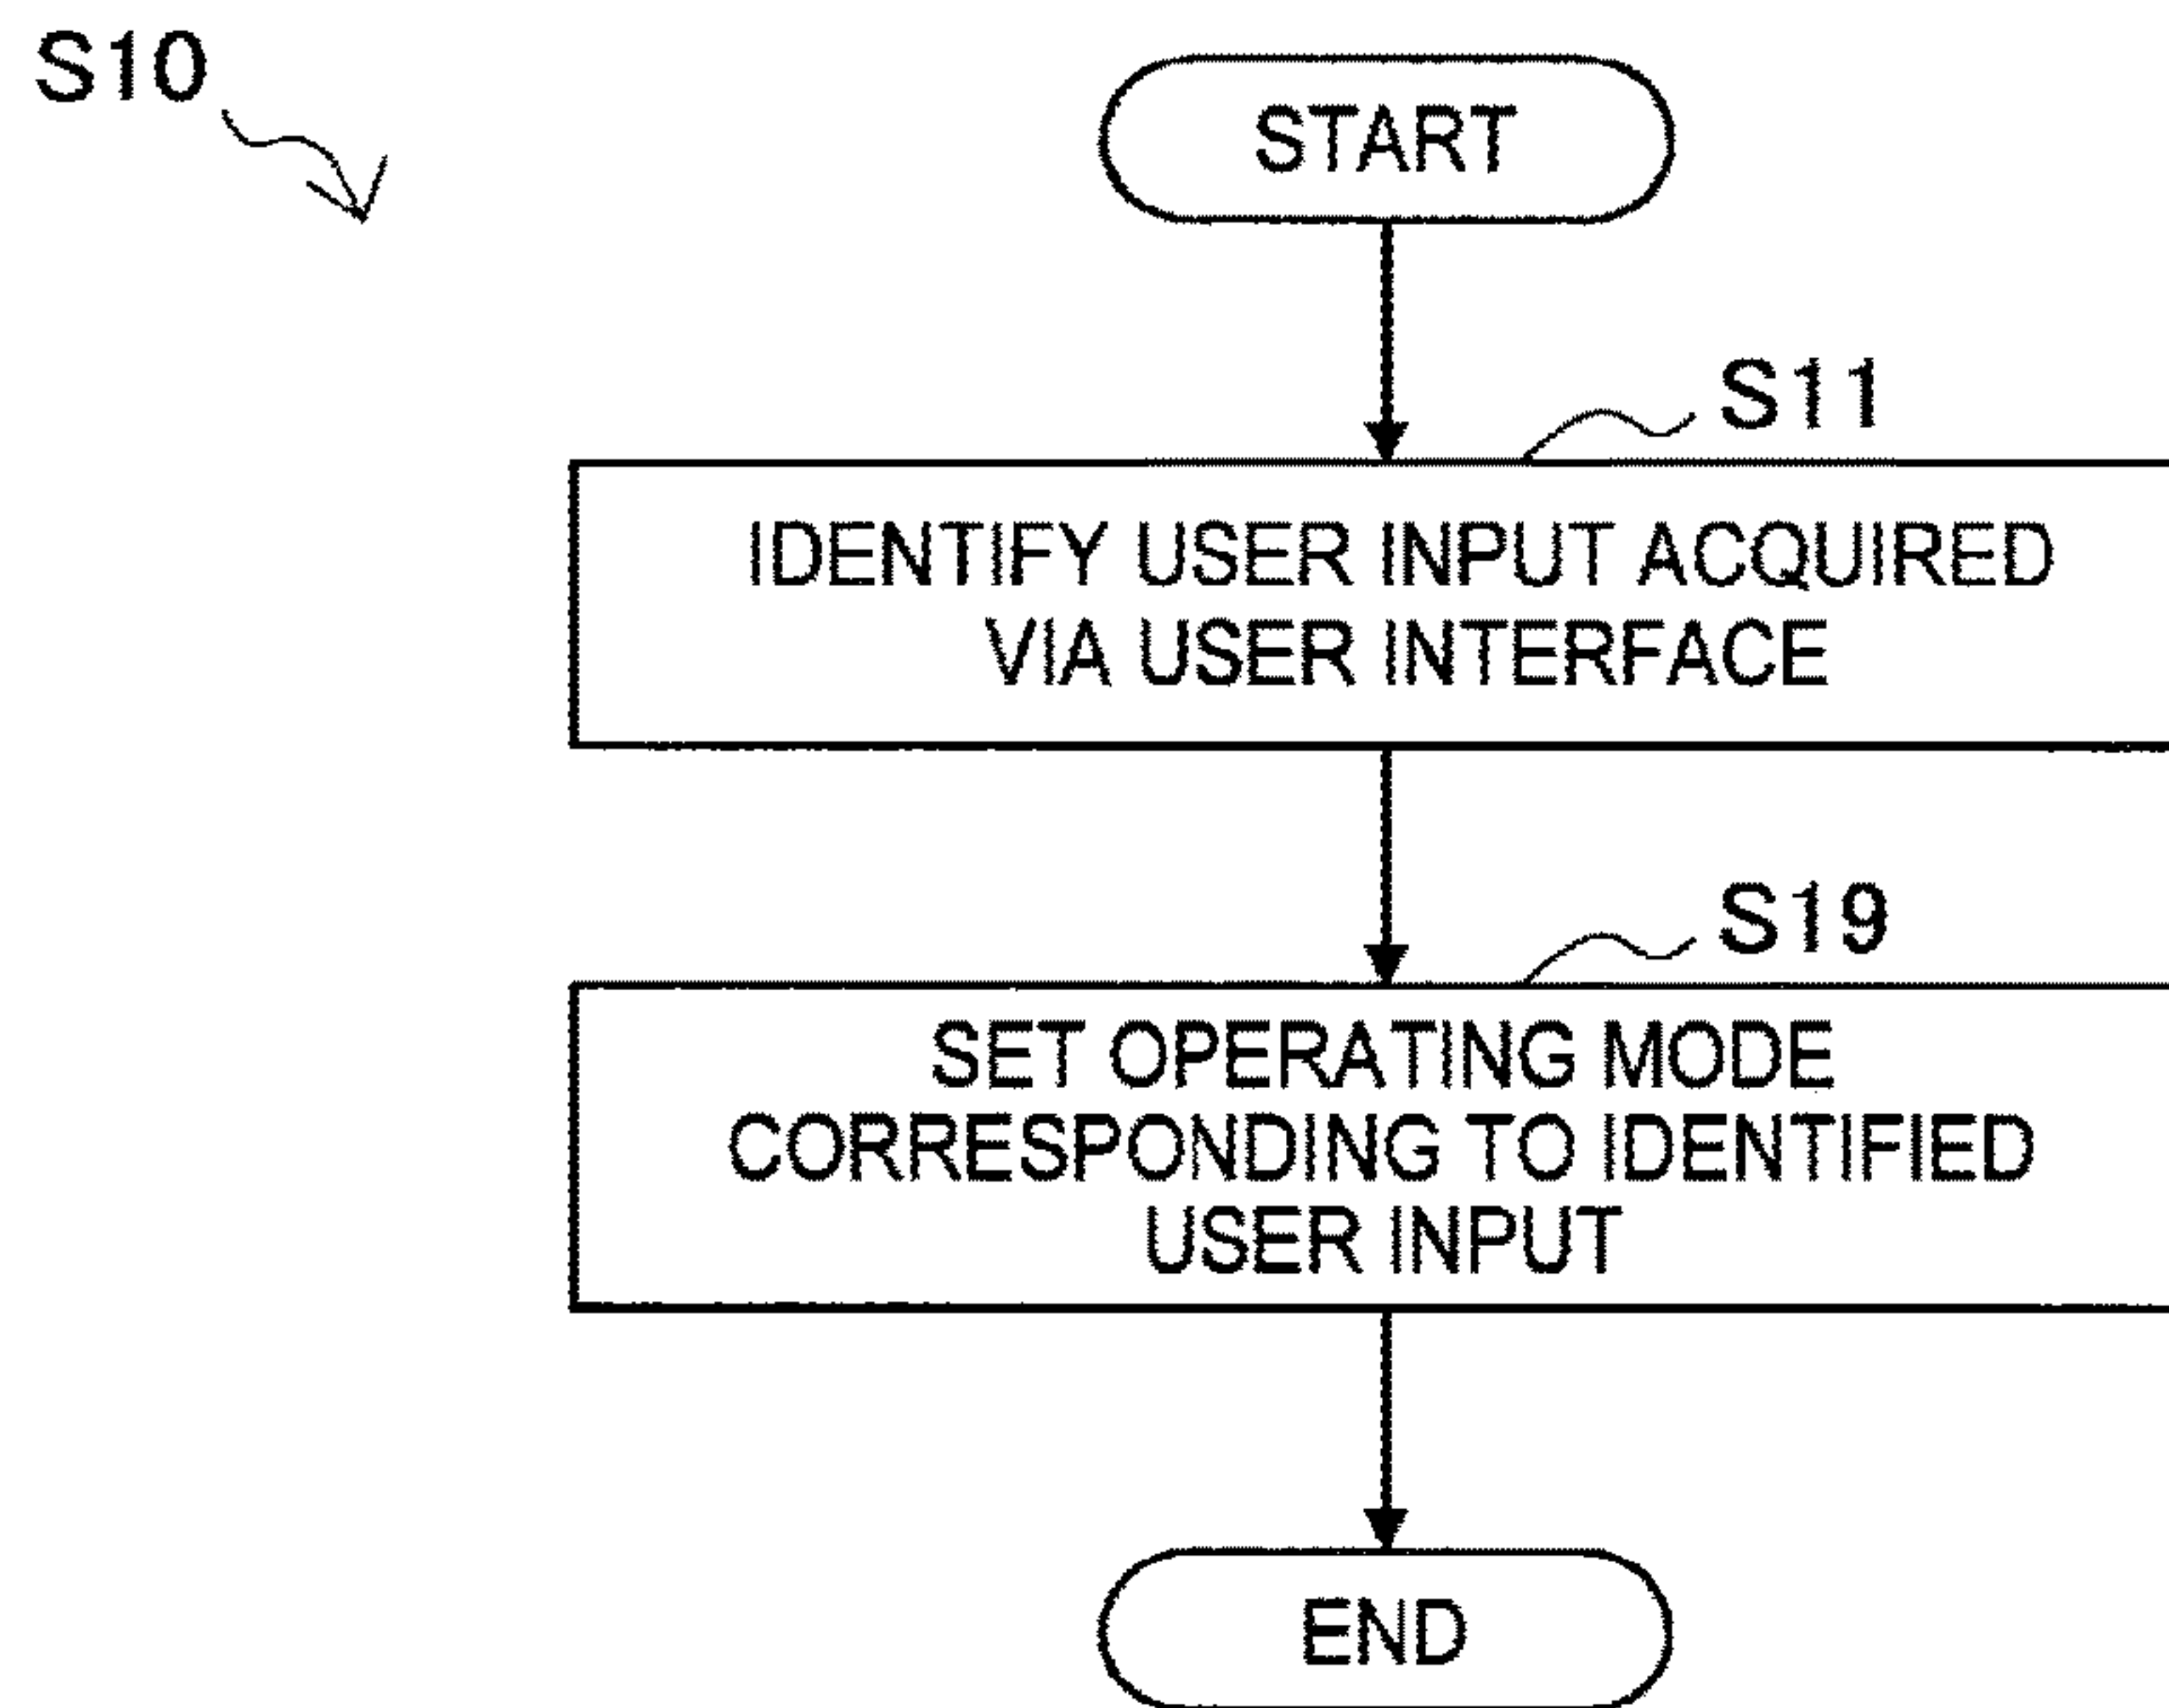 S10
START
S11
IDENTIFY USER INPUT ACQUIRED
VIA USER INTERFACE
S19
SET OPERATING MODE
CORRESPONDING TO IDENTIFIED
USER INPUT
END